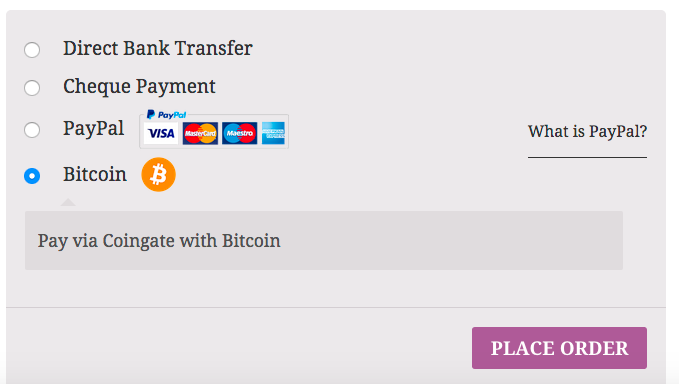 Direct Bank Transfer
Cheque Payment
PayPal
PayPal
VISA MasterCard Maestro
What is PayPal?
Bitcoin
Pay via Coingate with Bitcoin
PLACE ORDER